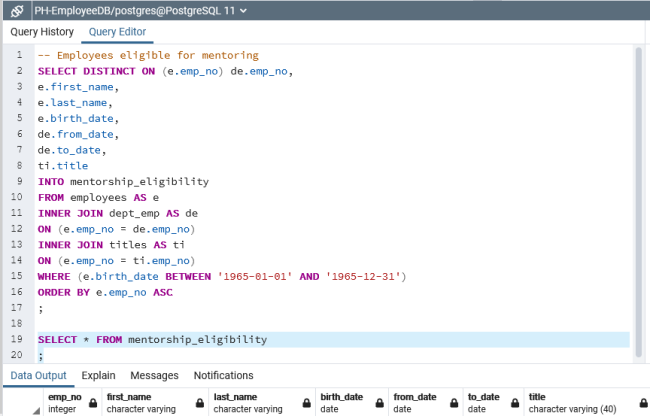 PH-EmployeeDB/postgres@PostgreSQL 11
Query History Query Editor
1 -- Employees eligible for mentoring
2 SELECT DISTINCT ON (e.emp_no) de.emp_no,
3 e.first_name,
4 e.last_name,
5 e.birth_date,
6 de.from_date,
7 de.to_date,
8 ti.title
9 INTO mentorship_eligibility
10 FROM employees AS e
11 INNER JOIN dept_emp AS de
12 ON (e.emp_no = de.emp_no)
13 INNER JOIN titles AS ti
14 ON (e.emp_no = ti.emp_no)
15 WHERE (e.birth_date BETWEEN '1965-01-01' AND '1965-12-31')
16 ORDER BY e.emp_no ASC
17 ;
18
19 SELECT * FROM mentorship_eligibility
20 ;
Data Output Explain Messages Notifications
emp_no first_name last_name birth_date from_date to_date title
integer character varying character varying date date date character varying (40)